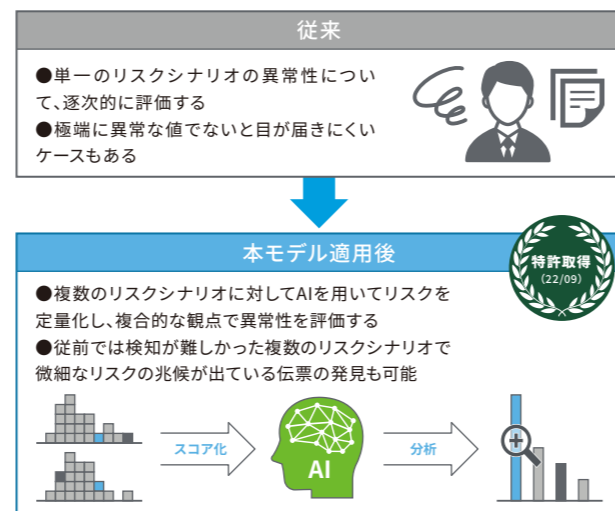 従来
●単一のリスクシナリオの異常性につい
て、逐次的に評価する
●極端に異常な値でないと目が届きにくい
ケースもある
本モデル適用後
特許取得
(22/09)
●複数のリスクシナリオに対してAIを用いてリスクを
定量化し、複合的な観点で異常性を評価する
●従前では検知が難しかった複数のリスクシナリオで
微細なリスクの兆候が出ている伝票の発見も可能
スコア化
AI
分析